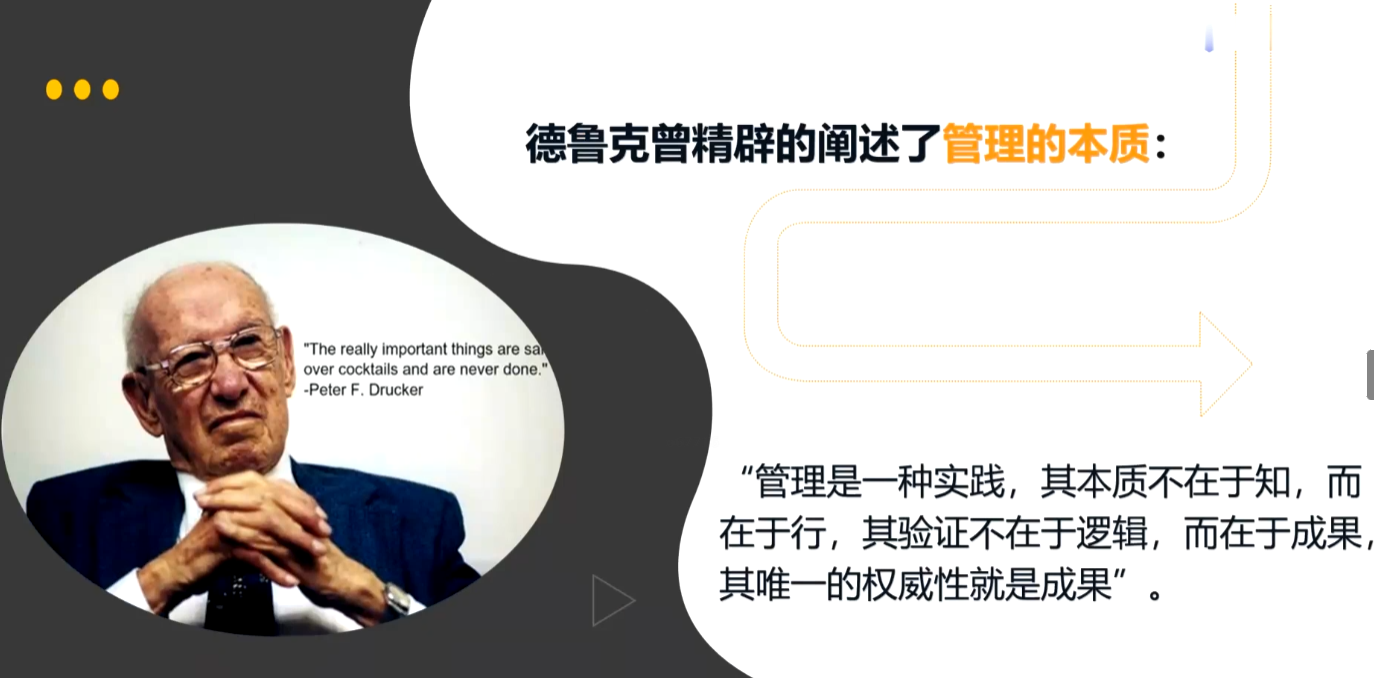 德鲁克曾精辟的阐述了管理的本质：
"The really important things are
over cocktails and are never done."
-Peter F. Drucker
“管理是一种实践，其本质不在于知，而
在于行，其验证不在于逻辑，而在于成果，
其唯一的权威性就是成果”。